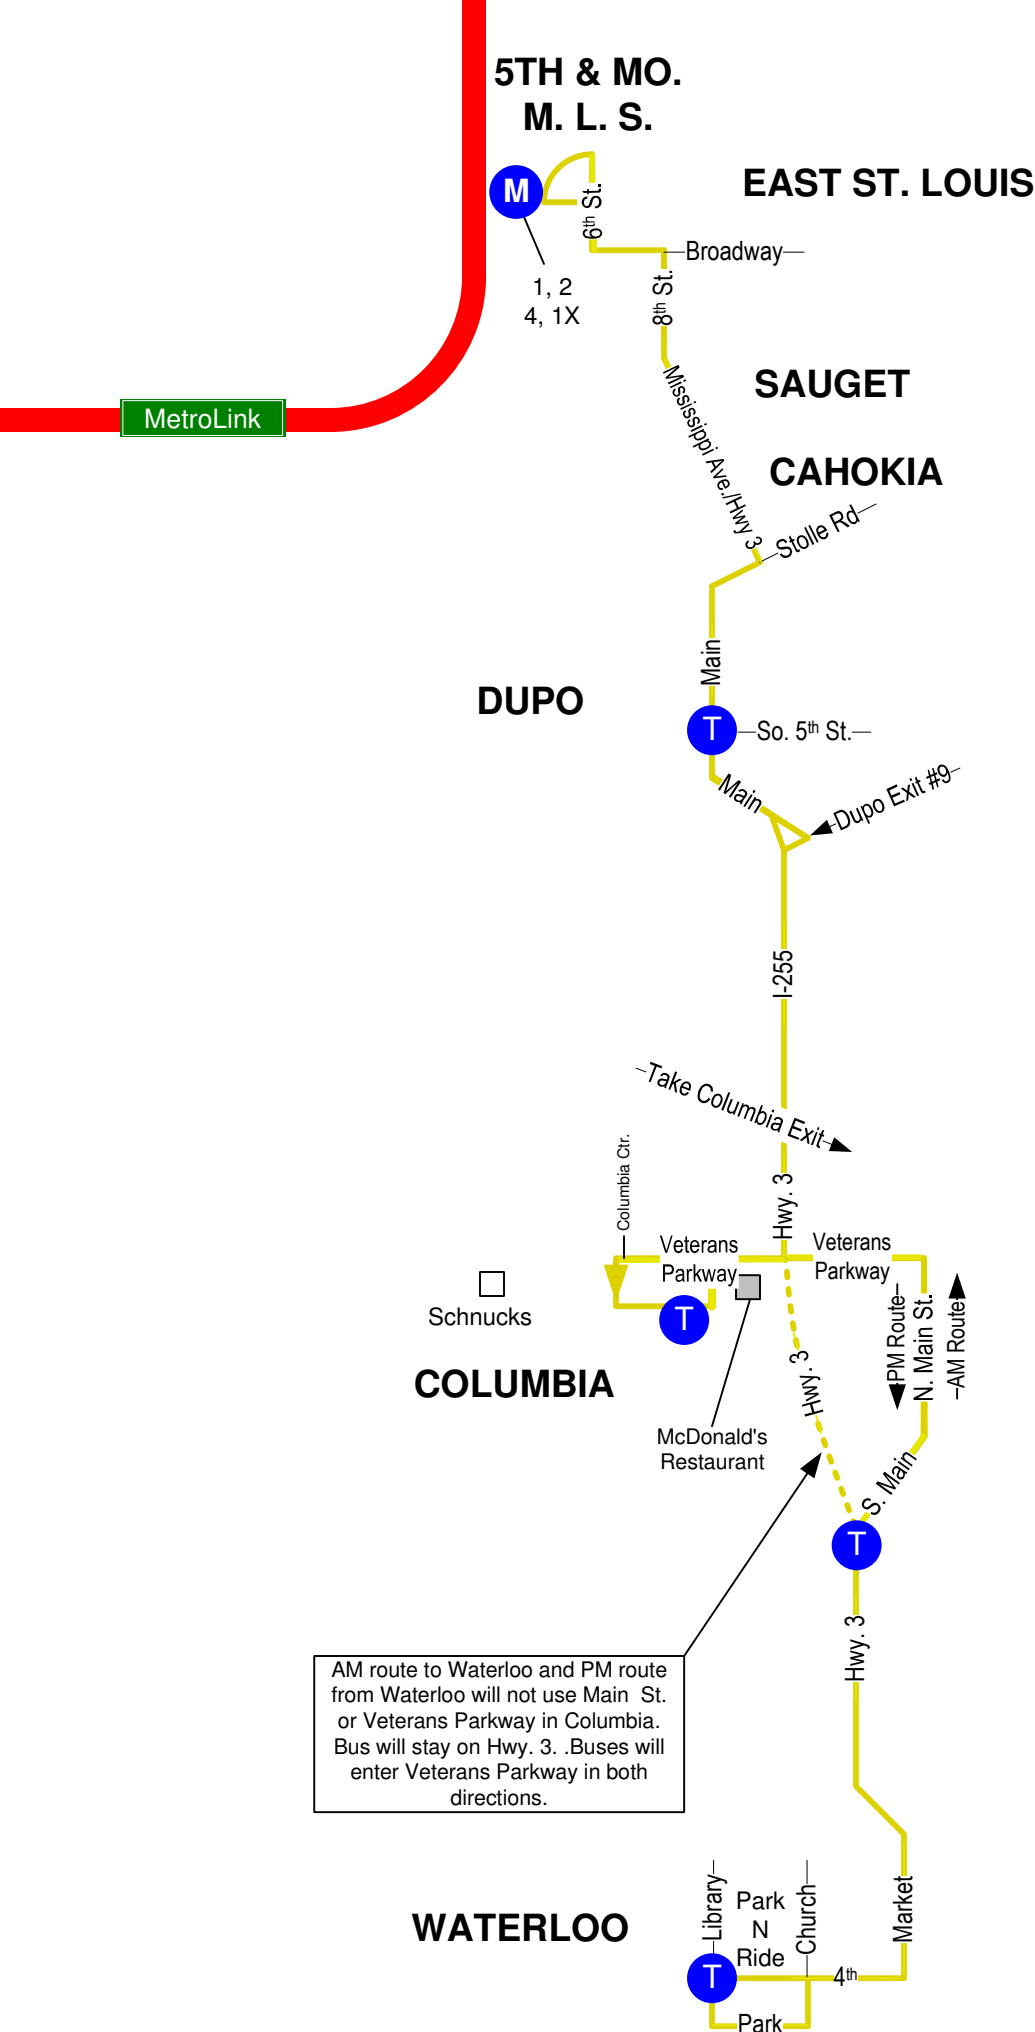 5TH & MO.
M. L. S.
EAST ST. LOUIS
M
6th St.
Broadway
1, 2
4, 1X
8th St.
SAUGET
Mississippi Ave./Hwy 3
MetroLink
CAHOKIA
Stolle Rd
Main
DUPO
T
So. 5th St.
Main
Dupo Exit #9
I-255
Take Columbia Exit
Columbia Ctr.
Hwy. 3
Veterans
Parkway
Veterans
Parkway
Schnucks
T
PM Route
N. Main St.
AM Route
COLUMBIA
Hwy. 3
McDonald's
Restaurant
S. Main
T
Hwy. 3
AM route to Waterloo and PM route
from Waterloo will not use Main  St.
or Veterans Parkway in Columbia.
Bus will stay on Hwy. 3. .Buses will
enter Veterans Parkway in both
directions.
Library
Park
N
Ride
Church
Market
WATERLOO
T
4th
Park